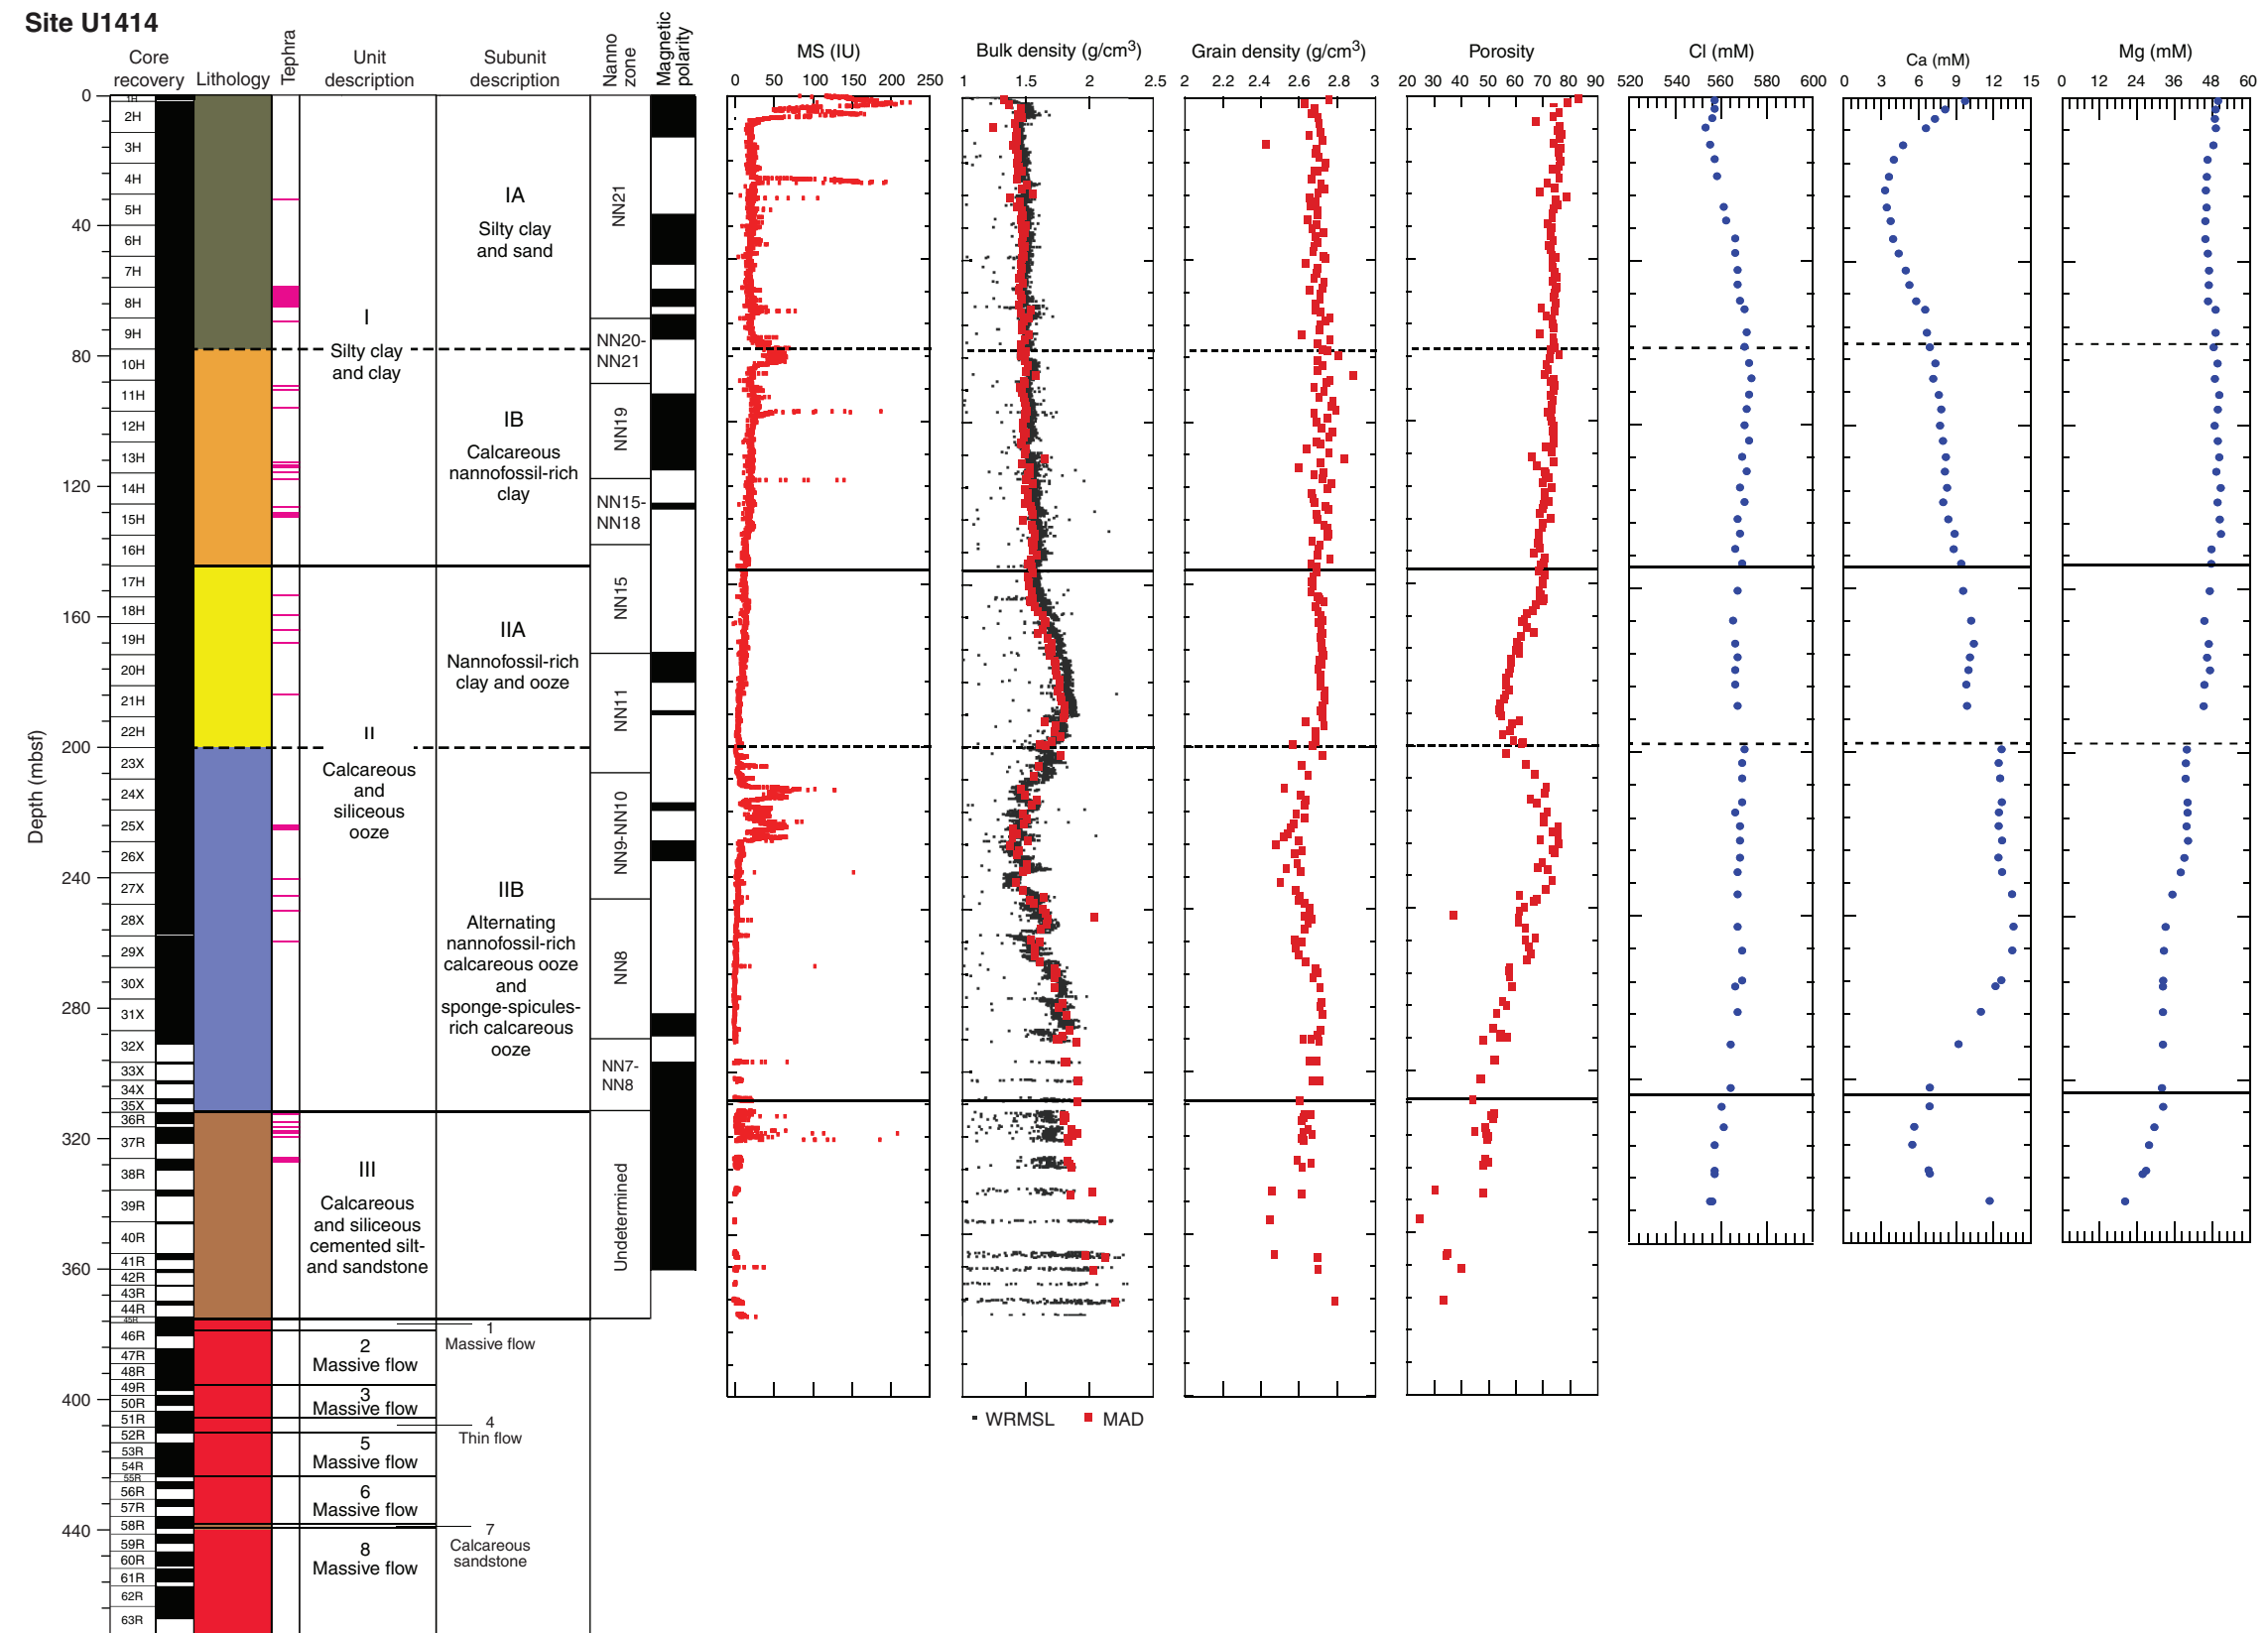 Site U1414
Core recovery
Lithology
Tephra
Unit description
Subunit description
Nanno zone
Magnetic polarity
MS (IU)
Bulk density (g/cm³)
Grain density (g/cm³)
Porosity
Cl (mM)
Ca (mM)
Mg (mM)
0 50 100 150 200 250
1 1.5 2 2.5
2 2.2 2.4 2.6 2.8 3
20 30 40 50 60 70 80 90
520 540 560 580 600
0 3 6 9 12 15
0 12 24 36 48 60
Depth (mbsf)
0
40
80
120
160
200
240
280
320
360
400
440
1H
2H
3H
4H
5H
6H
7H
8H
9H
10H
11H
12H
13H
14H
15H
16H
17H
18H
19H
20H
21H
22H
23X
24X
25X
26X
27X
28X
29X
30X
31X
32X
33X
34X
35X
36R
37R
38R
39R
40R
41R
42R
43R
44R
45R
46R
47R
48R
49R
50R
51R
52R
53R
54R
55R
56R
57R
58R
59R
60R
61R
62R
63R
I
Silty clay
and clay
II
Calcareous
and
siliceous
ooze
III
Calcareous
and siliceous
cemented silt-
and sandstone
2
Massive flow
3
Massive flow
5
Massive flow
6
Massive flow
8
Massive flow
IA
Silty clay
and sand
IB
Calcareous
nannofossil-rich
clay
IIA
Nannofossil-rich
clay and ooze
IIB
Alternating
nannofossil-rich
calcareous ooze
and
sponge-spicules-
rich calcareous
ooze
1
Massive flow
4
Thin flow
7
Calcareous
sandstone
NN21
NN20-
NN21
NN19
NN15-
NN18
NN15
NN11
NN9-NN10
NN8
NN7-
NN8
Undetermined
WRMSL MAD